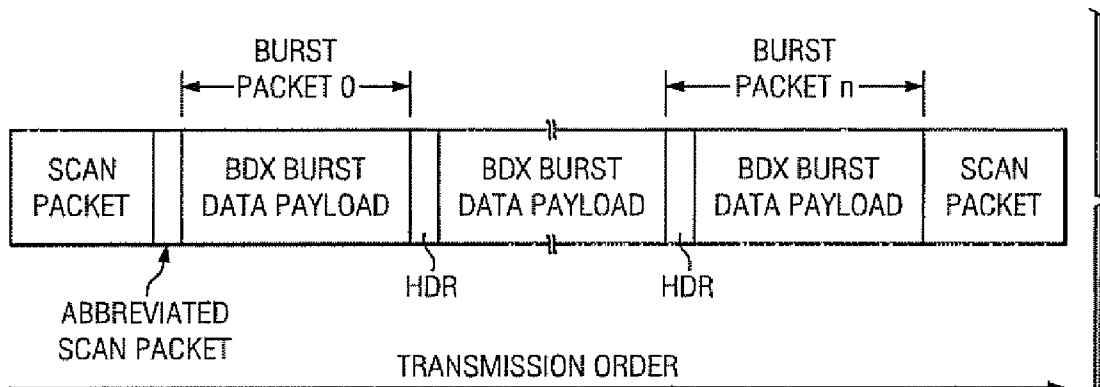 BURST
PACKET 0
BURST
PACKET n
SCAN
PACKET
BDX BURST
DATA PAYLOAD
BDX BURST
DATA PAYLOAD
BDX BURST
DATA PAYLOAD
SCAN
PACKET
HDR
HDR
ABBREVIATED
SCAN PACKET
TRANSMISSION ORDER